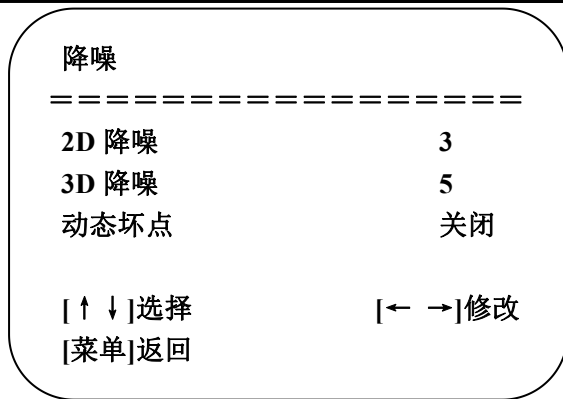 降噪
=================
2D 降噪 3
3D 降噪 5
动态坏点 关闭
[↑ ↓]选择 [← →]修改
[菜单]返回